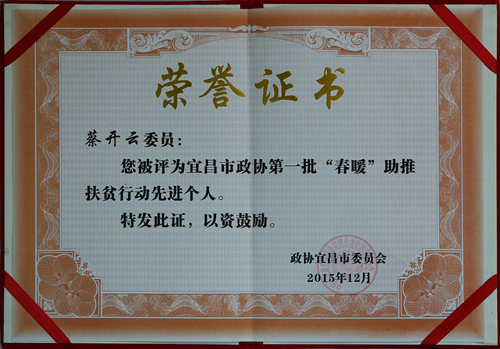 荣誉证书
蔡开云委员：
您被评为宜昌市政协第一批“春暖”助推
扶贫行动先进个人。
特发此证，以资鼓励。
政协宜昌市委员会
2015年12月